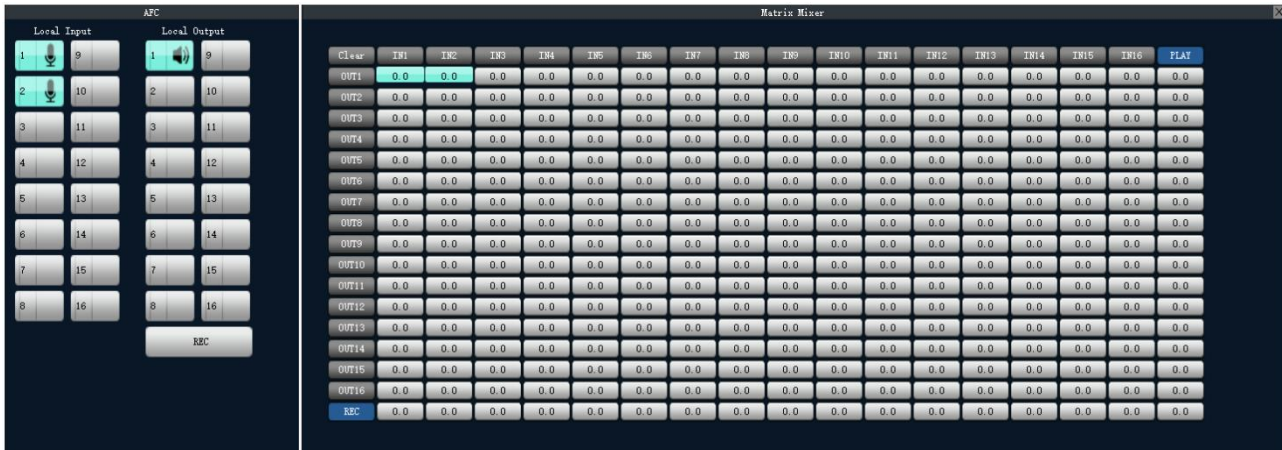 AFC
Local Input Local Output
1 9 1 9
2 10 2 10
3 11 3 11
4 12 4 12
5 13 5 13
6 14 6 14
7 15 7 15
8 16 8 16
REC
Matrix Mixer X
Clear IN1 IN2 IN3 IN4 IN5 IN6 IN7 IN8 IN9 IN10 IN11 IN12 IN13 IN14 IN15 IN16 PLAY
OUT1 0.0 0.0 0.0 0.0 0.0 0.0 0.0 0.0 0.0 0.0 0.0 0.0 0.0 0.0 0.0 0.0 0.0
OUT2 0.0 0.0 0.0 0.0 0.0 0.0 0.0 0.0 0.0 0.0 0.0 0.0 0.0 0.0 0.0 0.0 0.0
OUT3 0.0 0.0 0.0 0.0 0.0 0.0 0.0 0.0 0.0 0.0 0.0 0.0 0.0 0.0 0.0 0.0 0.0
OUT4 0.0 0.0 0.0 0.0 0.0 0.0 0.0 0.0 0.0 0.0 0.0 0.0 0.0 0.0 0.0 0.0 0.0
OUT5 0.0 0.0 0.0 0.0 0.0 0.0 0.0 0.0 0.0 0.0 0.0 0.0 0.0 0.0 0.0 0.0 0.0
OUT6 0.0 0.0 0.0 0.0 0.0 0.0 0.0 0.0 0.0 0.0 0.0 0.0 0.0 0.0 0.0 0.0 0.0
OUT7 0.0 0.0 0.0 0.0 0.0 0.0 0.0 0.0 0.0 0.0 0.0 0.0 0.0 0.0 0.0 0.0 0.0
OUT8 0.0 0.0 0.0 0.0 0.0 0.0 0.0 0.0 0.0 0.0 0.0 0.0 0.0 0.0 0.0 0.0 0.0
OUT9 0.0 0.0 0.0 0.0 0.0 0.0 0.0 0.0 0.0 0.0 0.0 0.0 0.0 0.0 0.0 0.0 0.0
OUT10 0.0 0.0 0.0 0.0 0.0 0.0 0.0 0.0 0.0 0.0 0.0 0.0 0.0 0.0 0.0 0.0 0.0
OUT11 0.0 0.0 0.0 0.0 0.0 0.0 0.0 0.0 0.0 0.0 0.0 0.0 0.0 0.0 0.0 0.0 0.0
OUT12 0.0 0.0 0.0 0.0 0.0 0.0 0.0 0.0 0.0 0.0 0.0 0.0 0.0 0.0 0.0 0.0 0.0
OUT13 0.0 0.0 0.0 0.0 0.0 0.0 0.0 0.0 0.0 0.0 0.0 0.0 0.0 0.0 0.0 0.0 0.0
OUT14 0.0 0.0 0.0 0.0 0.0 0.0 0.0 0.0 0.0 0.0 0.0 0.0 0.0 0.0 0.0 0.0 0.0
OUT15 0.0 0.0 0.0 0.0 0.0 0.0 0.0 0.0 0.0 0.0 0.0 0.0 0.0 0.0 0.0 0.0 0.0
OUT16 0.0 0.0 0.0 0.0 0.0 0.0 0.0 0.0 0.0 0.0 0.0 0.0 0.0 0.0 0.0 0.0 0.0
REC 0.0 0.0 0.0 0.0 0.0 0.0 0.0 0.0 0.0 0.0 0.0 0.0 0.0 0.0 0.0 0.0 0.0